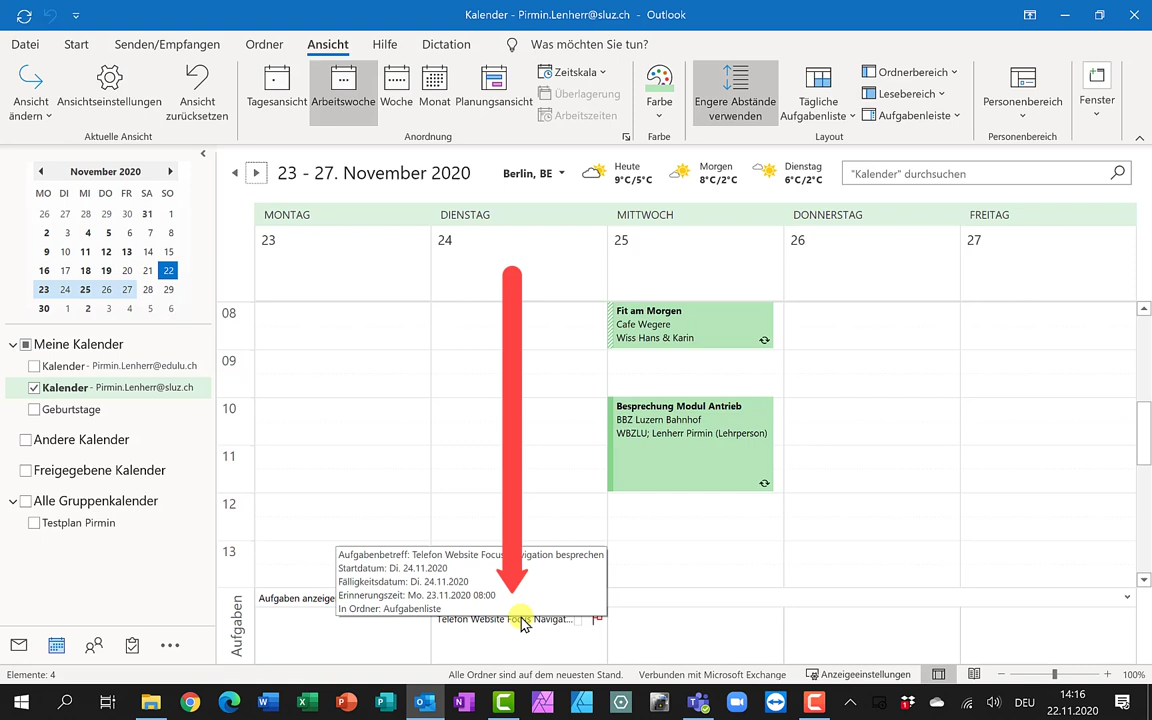 Kalender - Pirmin.Lenherr@sluz.ch - Outlook
Datei Start Senden/Empfangen Ordner Ansicht Hilfe Dictation Was möchten Sie tun?
Ansicht ändern
Ansichtseinstellungen
Ansicht zurücksetzen
Tagesansicht
Arbeitswoche
Woche
Monat
Planungsansicht
Zeitskala
Überlagerung
Arbeitszeiten
Farbe
Engere Abstände verwenden
Tägliche Aufgabenliste
Ordnerbereich
Lesebereich
Aufgabenleiste
Personenbereich
Fenster
Aktuelle Ansicht Anordnung Farbe Layout Personenbereich
November 2020
MO DI MI DO FR SA SO
26 27 28 29 30 31 1
2 3 4 5 6 7 8
9 10 11 12 13 14 15
16 17 18 19 20 21 22
23 24 25 26 27 28 29
30 1 2 3 4 5 6
Meine Kalender
Kalender - Pirmin.Lenherr@edulu.ch
Kalender - Pirmin.Lenherr@sluz.ch
Geburtstage
Andere Kalender
Freigegebene Kalender
Alle Gruppenkalender
Testplan Pirmin
23 - 27. November 2020
Berlin, BE
Heute
9°C/5°C
Morgen
8°C/2°C
Dienstag
6°C/2°C
"Kalender" durchsuchen
MONTAG DIENSTAG MITTWOCH DONNERSTAG FREITAG
23 24 25 26 27
08
09
10
11
12
13
Fit am Morgen
Cafe Wegere
Wiss Hans & Karin
Besprechung Modul Antrieb
BBZ Luzern Bahnhof
WBZLU; Lenherr Pirmin (Lehrperson)
Aufgabenbetreff: Telefon Website Focus vigation besprechen
Startdatum: Di. 24.11.2020
Fälligkeitsdatum: Di. 24.11.2020
Erinnerungszeit: Mo. 23.11.2020 08:00
In Ordner: Aufgabenliste
Aufgaben
Aufgaben anzeige
Telefon Website Navigat...
Elemente: 4
Alle Ordner sind auf dem neuesten Stand. Verbunden mit Microsoft Exchange Anzeigeeinstellungen 100%
DEU
14:16
22.11.2020